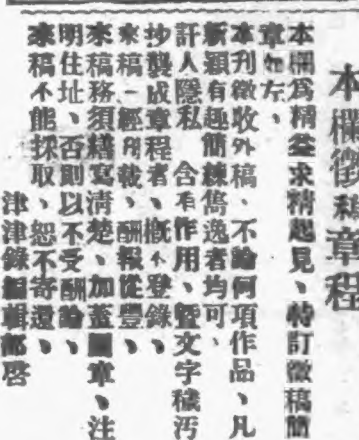 本欄徵稿章程
本欄爲精益求精起見、特訂徵稿簡
章如左、
本刊徵收外稿、不論何項作品、凡
新穎有趣簡練雋逸者均可、
訐人隱私、含有作用、暨文字穢汚
抄襲成章程者、概不登錄、
來稿一經刋載、酬報從豐、
來稿務須繕寫清楚、加蓋圖章、注
明住址、否則以不受酬論、
來稿不能採取、恕不寄還、
津津錄編輯部啓